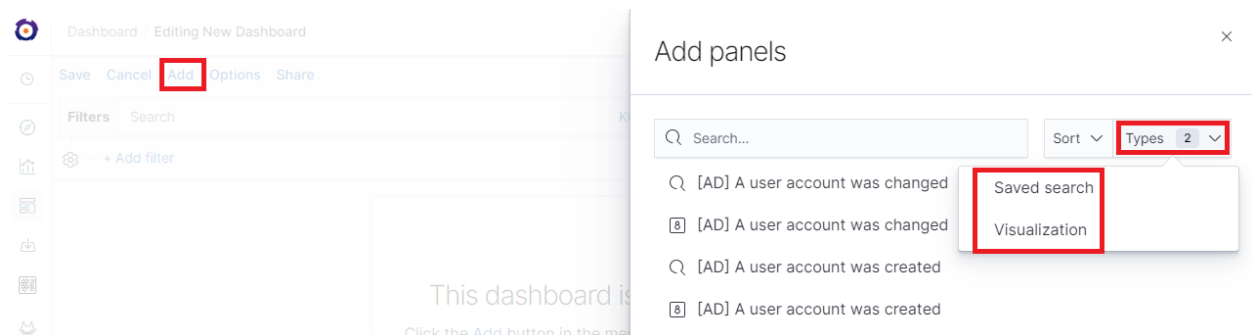 Dashboard / Editing New Dashboard
Save Cancel Add Options Share
Filters Search
+ Add filter
This dashboard is
Click the Add button in the
Add panels
Search...
Sort
Types 2
Saved search
Visualization
[AD] A user account was changed
8 [AD] A user account was changed
[AD] A user account was created
8 [AD] A user account was created